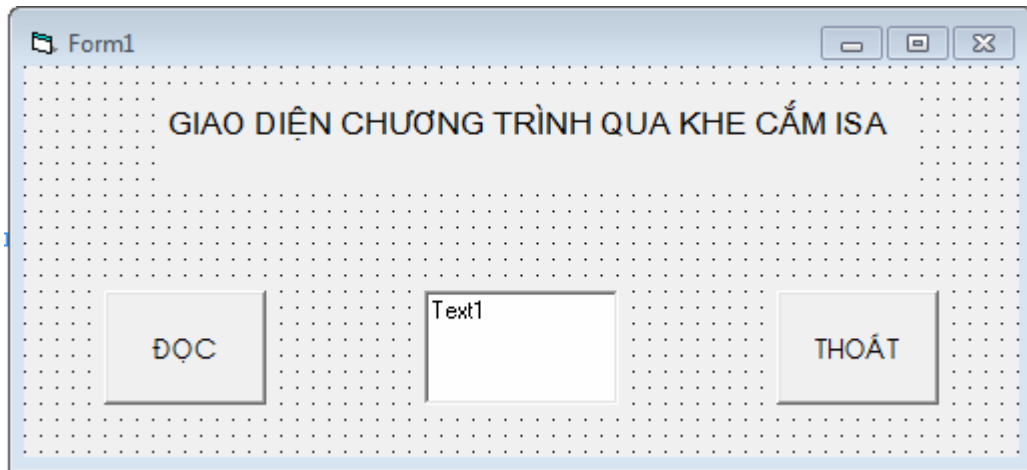 Form1
GIAO DIỆN CHƯƠNG TRÌNH QUA KHE CẮM ISA
ĐỌC
Text1
THOÁT